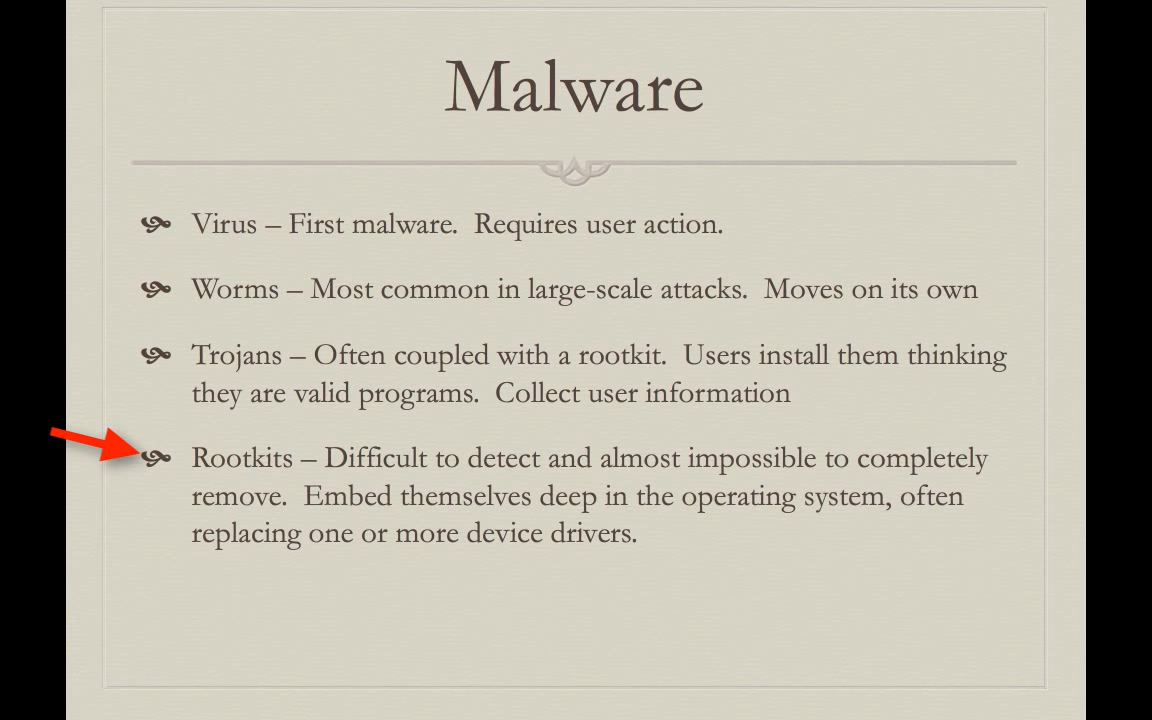 Malware
Virus – First malware.  Requires user action.
Worms – Most common in large-scale attacks.  Moves on its own
Trojans – Often coupled with a rootkit.  Users install them thinking
they are valid programs.  Collect user information
Rootkits – Difficult to detect and almost impossible to completely
remove.  Embed themselves deep in the operating system, often
replacing one or more device drivers.